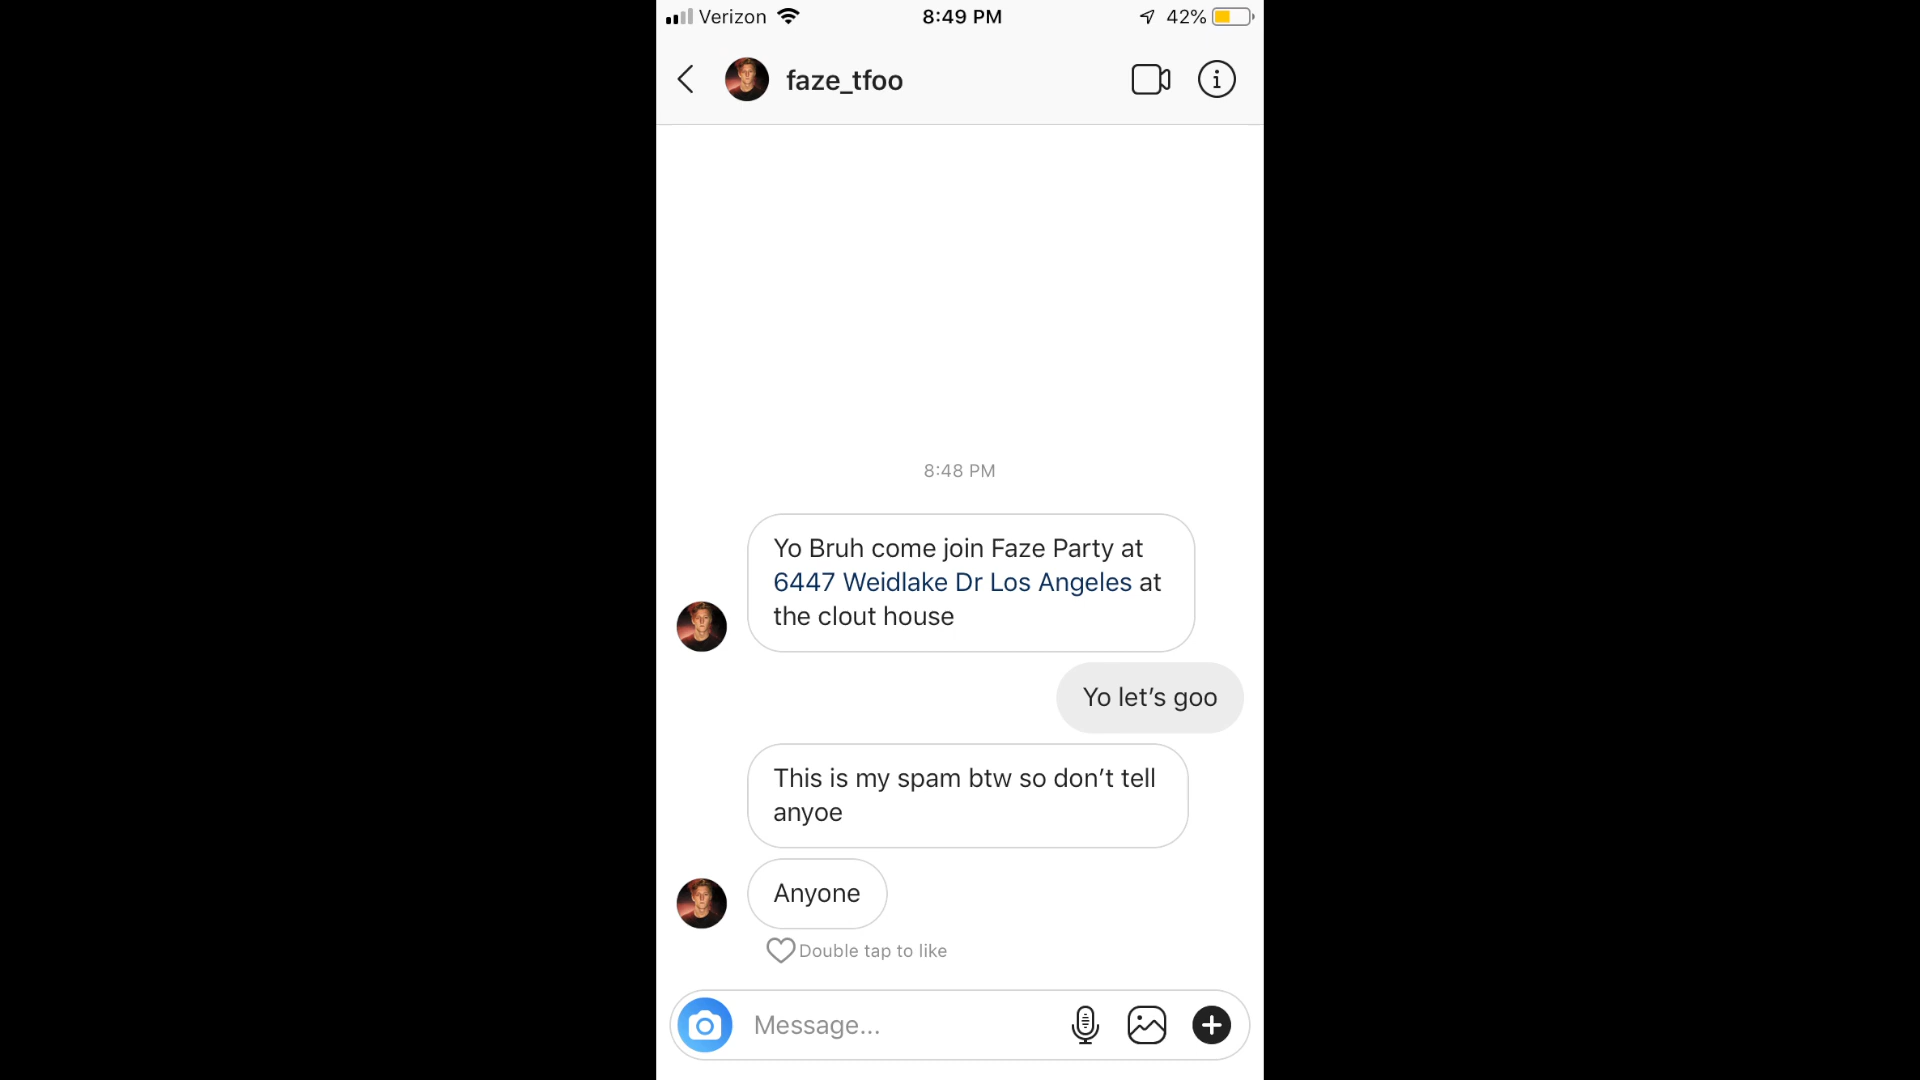 Verizon 8:49 PM 42%
faze_tfoo
8:48 PM
Yo Bruh come join Faze Party at
6447 Weidlake Dr Los Angeles at
the clout house
Yo let’s goo
This is my spam btw so don’t tell
anyoe
Anyone
Double tap to like
Message...